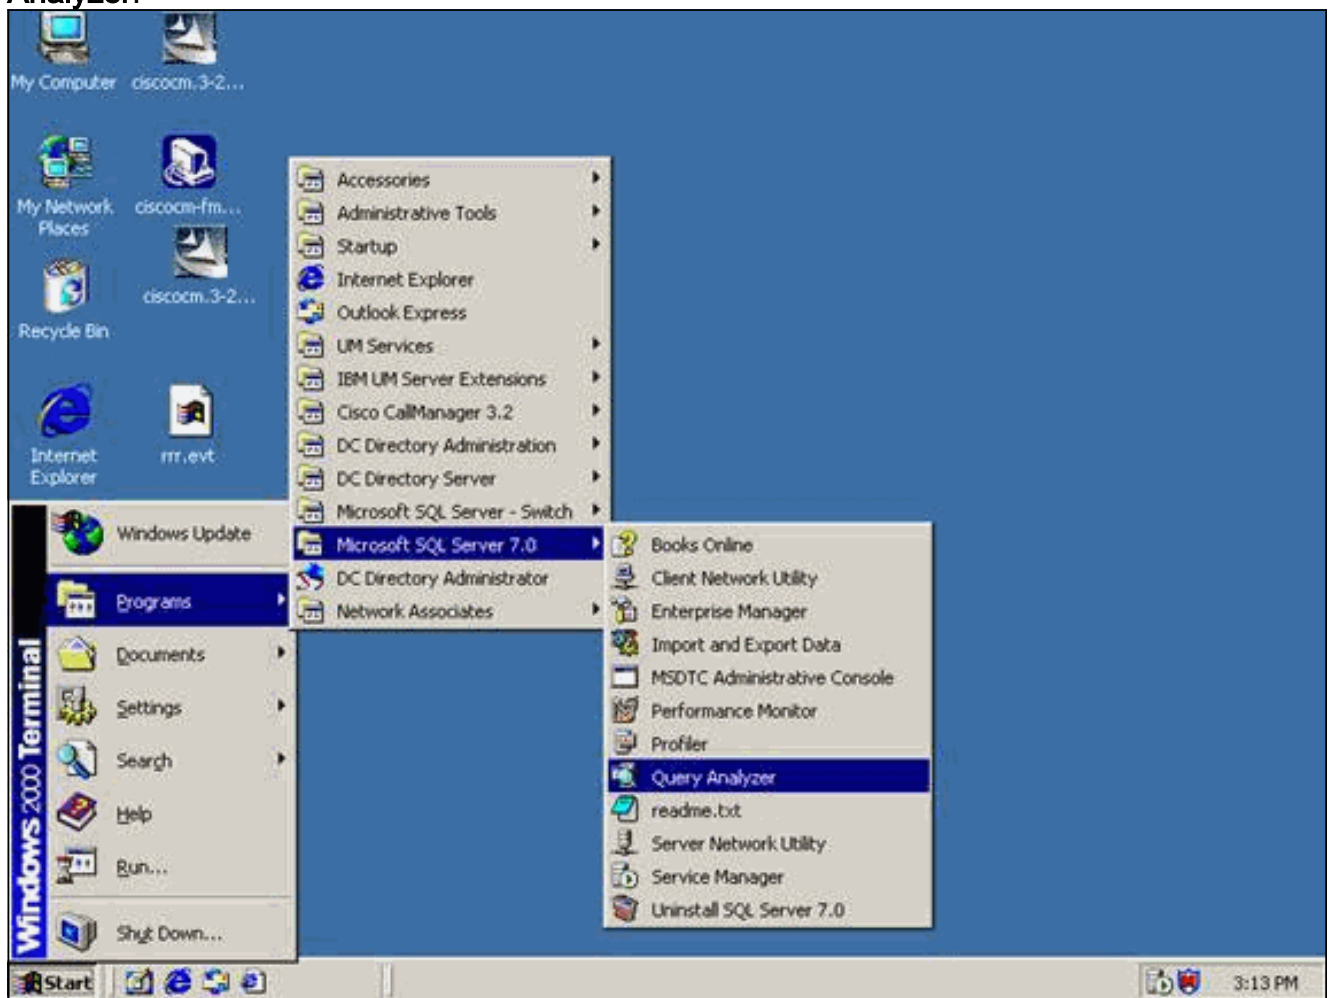 Analyzer.
My Computer
ciscocm.3-2...
My Network Places
ciscocm-fm...
ciscocm.3-2...
Recycle Bin
Internet Explorer
rrr.evt
Windows 2000 Terminal
Windows Update
Programs
Documents
Settings
Search
Help
Run...
Shut Down...
Accessories
Administrative Tools
Startup
Internet Explorer
Outlook Express
UM Services
IBM UM Server Extensions
Cisco CallManager 3.2
DC Directory Administration
DC Directory Server
Microsoft SQL Server - Switch
Microsoft SQL Server 7.0
DC Directory Administrator
Network Associates
Books Online
Client Network Utility
Enterprise Manager
Import and Export Data
MSDTC Administrative Console
Performance Monitor
Profiler
Query Analyzer
readme.txt
Server Network Utility
Service Manager
Uninstall SQL Server 7.0
Start
3:13 PM